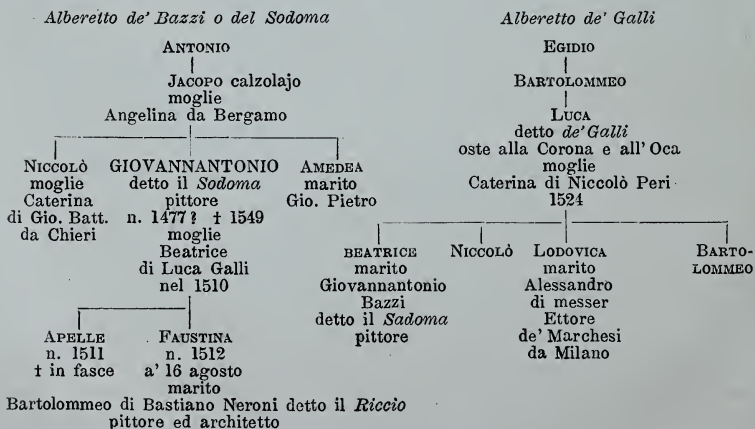 Alberetto de' Bazzi o del Sodoma
ANTONIO
JACOPO calzolajo
moglie
Angelina da Bergamo
NICCOLÒ
moglie
Caterina
di Gio. Batt.
da Chieri
GIOVANNANTONIO
detto il Sodoma
pittore
n. 1477? † 1549
moglie
Beatrice
di Luca Galli
nel 1510
AMEDEA
marito
Gio. Pietro
APELLE
n. 1511
† in fasce
FAUSTINA
n. 1512
a' 16 agosto
marito
Bartolommeo di Bastiano Neroni detto il Riccio
pittore ed architetto
Alberetto de' Galli
EGIDIO
BARTOLOMMEO
LUCA
detto de' Galli
oste alla Corona e all' Oca
moglie
Caterina di Niccolò Peri
1524
BEATRICE
marito
Giovannantonio
Bazzi
detto il Sadoma
pittore
NICCOLÒ
LODOVICA
marito
Alessandro
di messer
Ettore
de' Marchesi
da Milano
BARTO-
LOMMEO